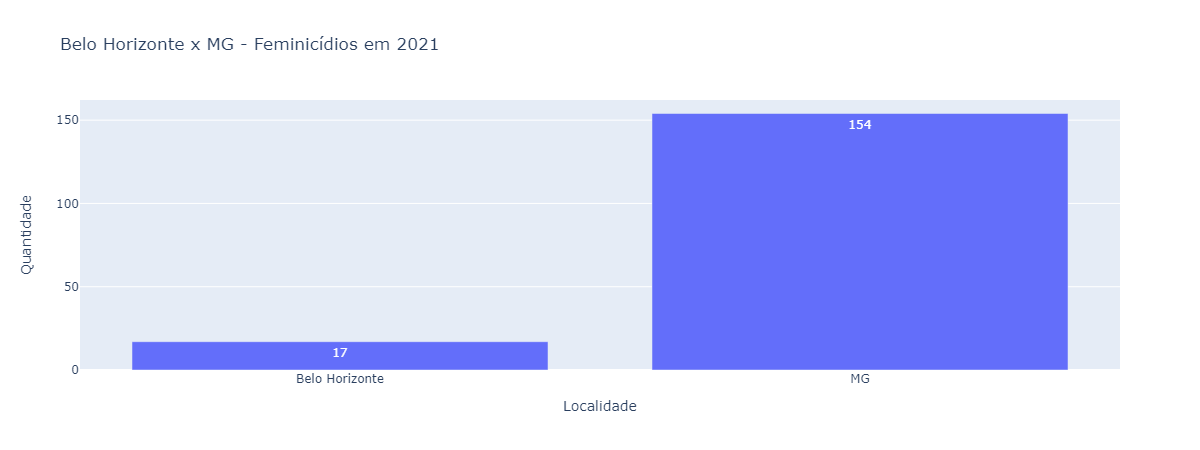 Belo Horizonte x MG - Feminicídios em 2021
Quantidade
150
100
50
0
17
154
Belo Horizonte
MG
Localidade